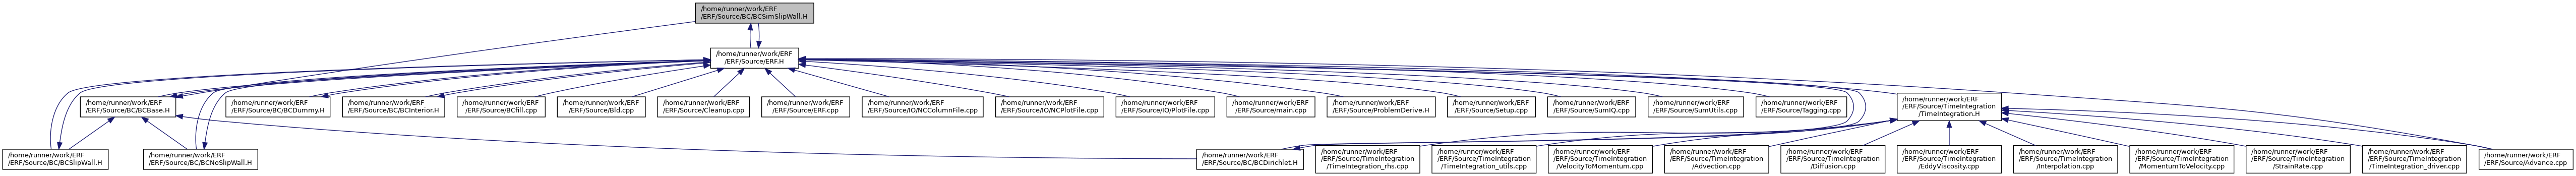 /home/runner/work/ERF
/ERF/Source/BC/BCSimSlipWall.H
/home/runner/work/ERF
/ERF/Source/ERF.H
/home/runner/work/ERF
/ERF/Source/BC/BCBase.H
/home/runner/work/ERF
/ERF/Source/BC/BCDummy.H
/home/runner/work/ERF
/ERF/Source/BC/BCInterior.H
/home/runner/work/ERF
/ERF/Source/BCfill.cpp
/home/runner/work/ERF
/ERF/Source/Bld.cpp
/home/runner/work/ERF
/ERF/Source/Cleanup.cpp
/home/runner/work/ERF
/ERF/Source/ERF.cpp
/home/runner/work/ERF
/ERF/Source/IO/NCColumnFile.cpp
/home/runner/work/ERF
/ERF/Source/IO/NCPlotFile.cpp
/home/runner/work/ERF
/ERF/Source/IO/PlotFile.cpp
/home/runner/work/ERF
/ERF/Source/main.cpp
/home/runner/work/ERF
/ERF/Source/ProblemDerive.H
/home/runner/work/ERF
/ERF/Source/Setup.cpp
/home/runner/work/ERF
/ERF/Source/SumIQ.cpp
/home/runner/work/ERF
/ERF/Source/SumUtils.cpp
/home/runner/work/ERF
/ERF/Source/Tagging.cpp
/home/runner/work/ERF
/ERF/Source/TimeIntegration
/TimeIntegration.H
/home/runner/work/ERF
/ERF/Source/BC/BCSlipWall.H
/home/runner/work/ERF
/ERF/Source/BC/BCNoSlipWall.H
/home/runner/work/ERF
/ERF/Source/BC/BCDirichlet.H
/home/runner/work/ERF
/ERF/Source/TimeIntegration
/TimeIntegration_rhs.cpp
/home/runner/work/ERF
/ERF/Source/TimeIntegration
/TimeIntegration_utils.cpp
/home/runner/work/ERF
/ERF/Source/TimeIntegration
/VelocityToMomentum.cpp
/home/runner/work/ERF
/ERF/Source/TimeIntegration
/Advection.cpp
/home/runner/work/ERF
/ERF/Source/TimeIntegration
/Diffusion.cpp
/home/runner/work/ERF
/ERF/Source/TimeIntegration
/EddyViscosity.cpp
/home/runner/work/ERF
/ERF/Source/TimeIntegration
/Interpolation.cpp
/home/runner/work/ERF
/ERF/Source/TimeIntegration
/MomentumToVelocity.cpp
/home/runner/work/ERF
/ERF/Source/TimeIntegration
/StrainRate.cpp
/home/runner/work/ERF
/ERF/Source/TimeIntegration
/TimeIntegration_driver.cpp
/home/runner/work/ERF
/ERF/Source/Advance.cpp